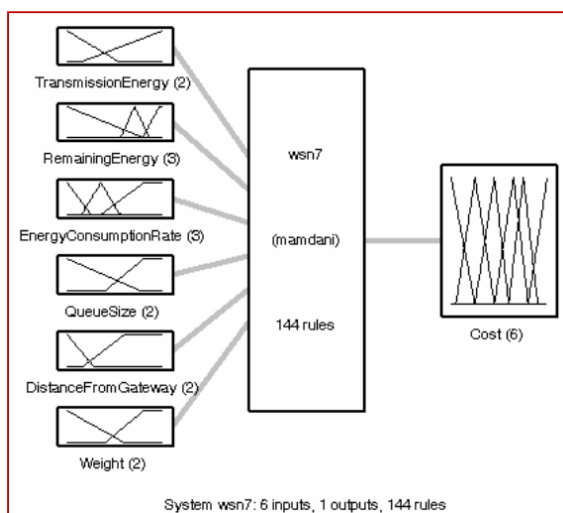 TransmissionEnergy (2)
RemainingEnergy (3)
EnergyConsumptionRate (3)
QueueSize (2)
DistanceFromGateway (2)
Weight (2)
wsn7
(mamdani)
144 rules
Cost (6)
System wsn7: 6 inputs, 1 outputs, 144 rules